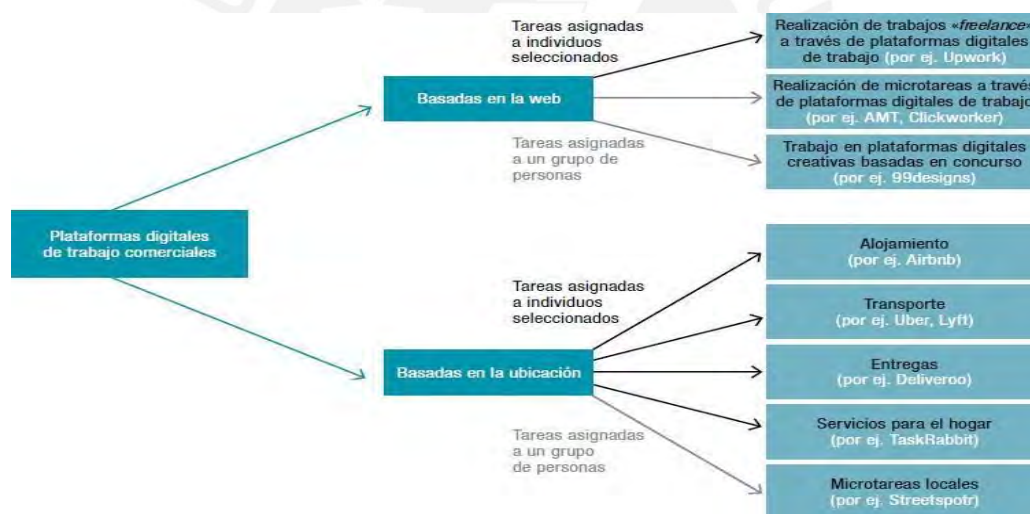 Plataformas digitales
de trabajo comerciales
Basadas en la web
Tareas asignadas
a individuos
seleccionados
Tareas asignadas
a un grupo de
personas
Realización de trabajos «freelance»
a través de plataformas digitales
de trabajo (por ej. Upwork)
Realización de microtareas a través
de plataformas digitales de trabajo
(por ej. AMT, Clickworker)
Trabajo en plataformas digitales
creativas basadas en concurso
(por ej. 99designs)
Basadas en la ubicación
Tareas asignadas
a individuos
seleccionados
Tareas asignadas
a un grupo
de personas
Alojamiento
(por ej. Airbnb)
Transporte
(por ej. Uber, Lyft)
Entregas
(por ej. Deliveroo)
Servicios para el hogar
(por ej. TaskRabbit)
Microtareas locales
(por ej. Streetspotr)